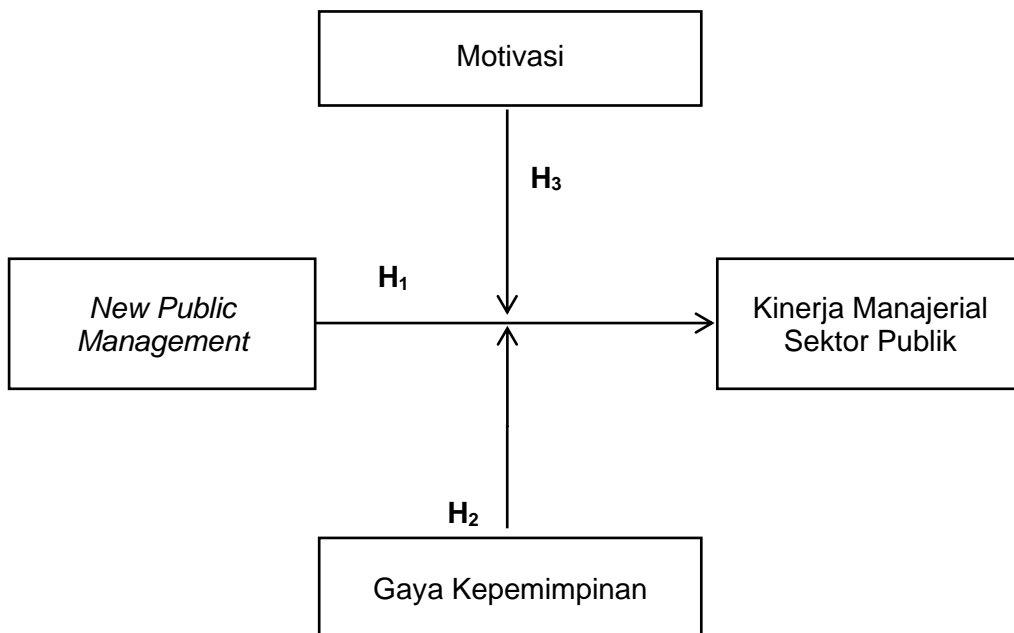 Motivasi
H₃
H₁
New Public
Management
Kinerja Manajerial
Sektor Publik
H₂
Gaya Kepemimpinan